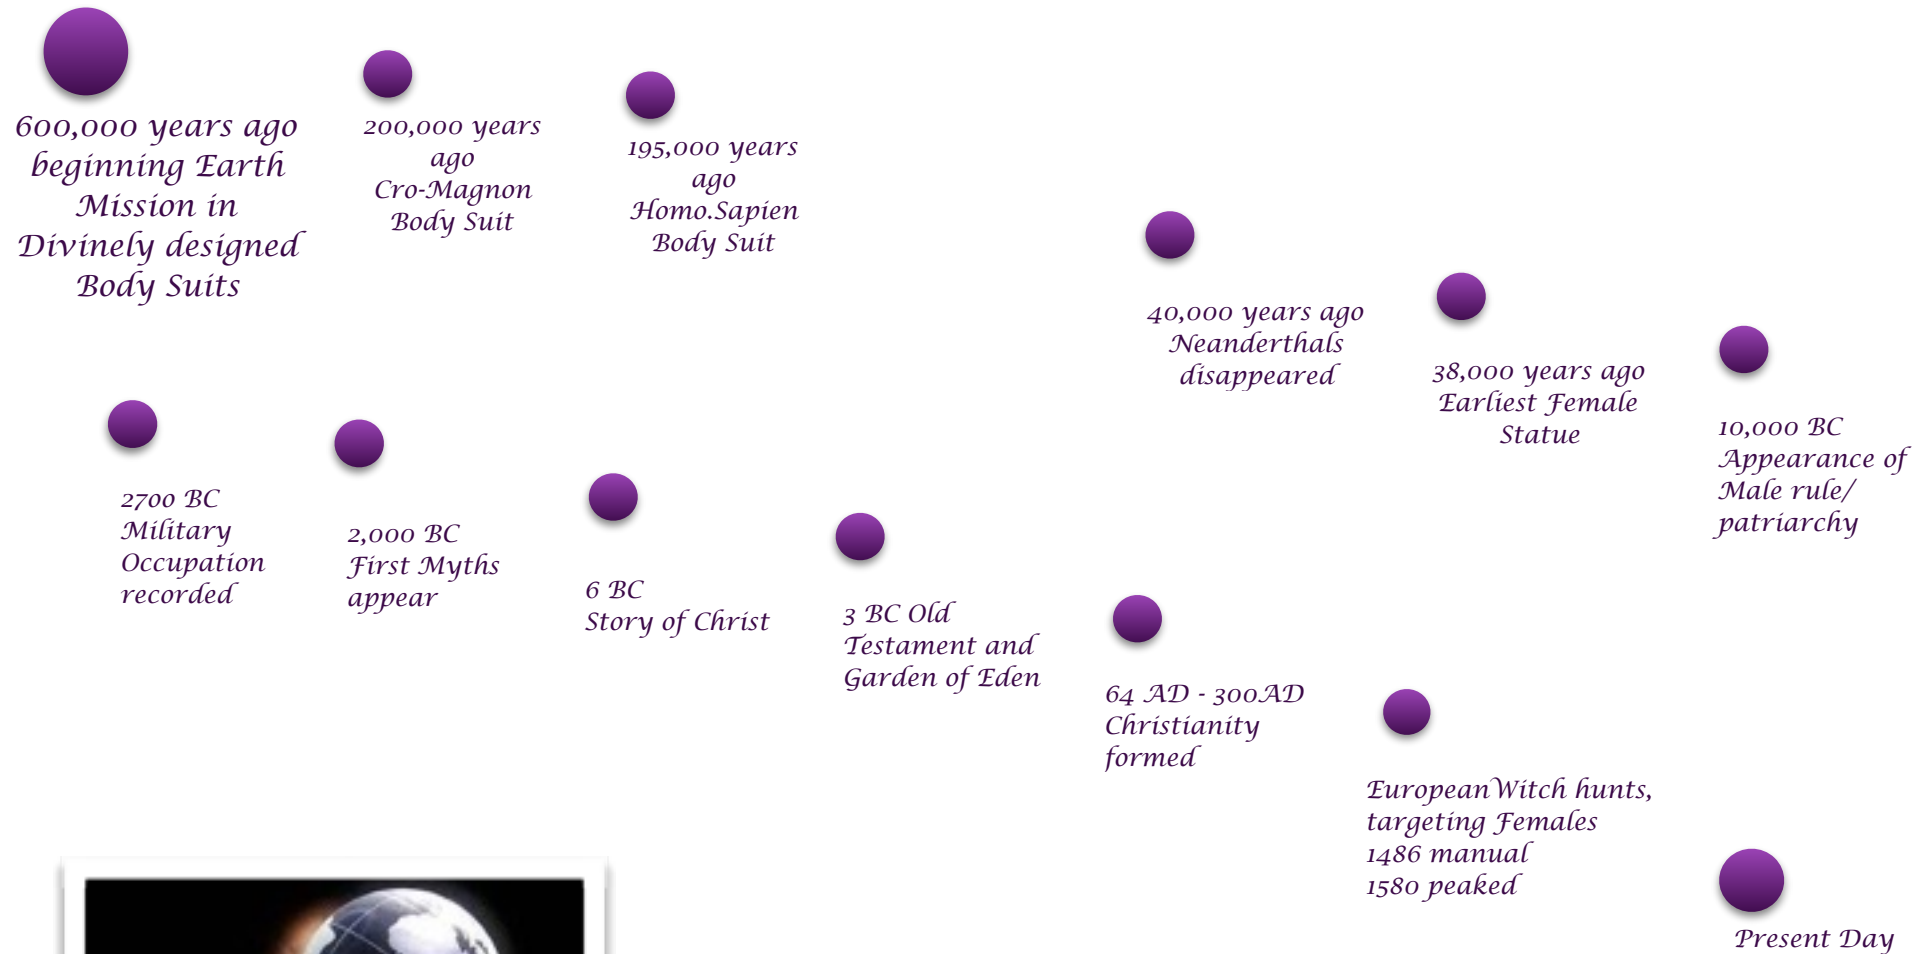 600,000 years ago
beginning Earth
Mission in
Divinely designed
Body Suits
200,000 years
ago
Cro-Magnon
Body Suit
195,000 years
ago
Homo.Sapien
Body Suit
40,000 years ago
Neanderthals
disappeared
38,000 years ago
Earliest Female
Statue
10,000 BC
Appearance of
Male rule/
patriarchy
2700 BC
Military
Occupation
recorded
2,000 BC
First Myths
appear
6 BC
Story of Christ
3 BC Old
Testament and
Garden of Eden
64 AD - 300AD
Christianity
formed
EuropeanWitch hunts,
targeting Females
1486 manual
1580 peaked
Present Day